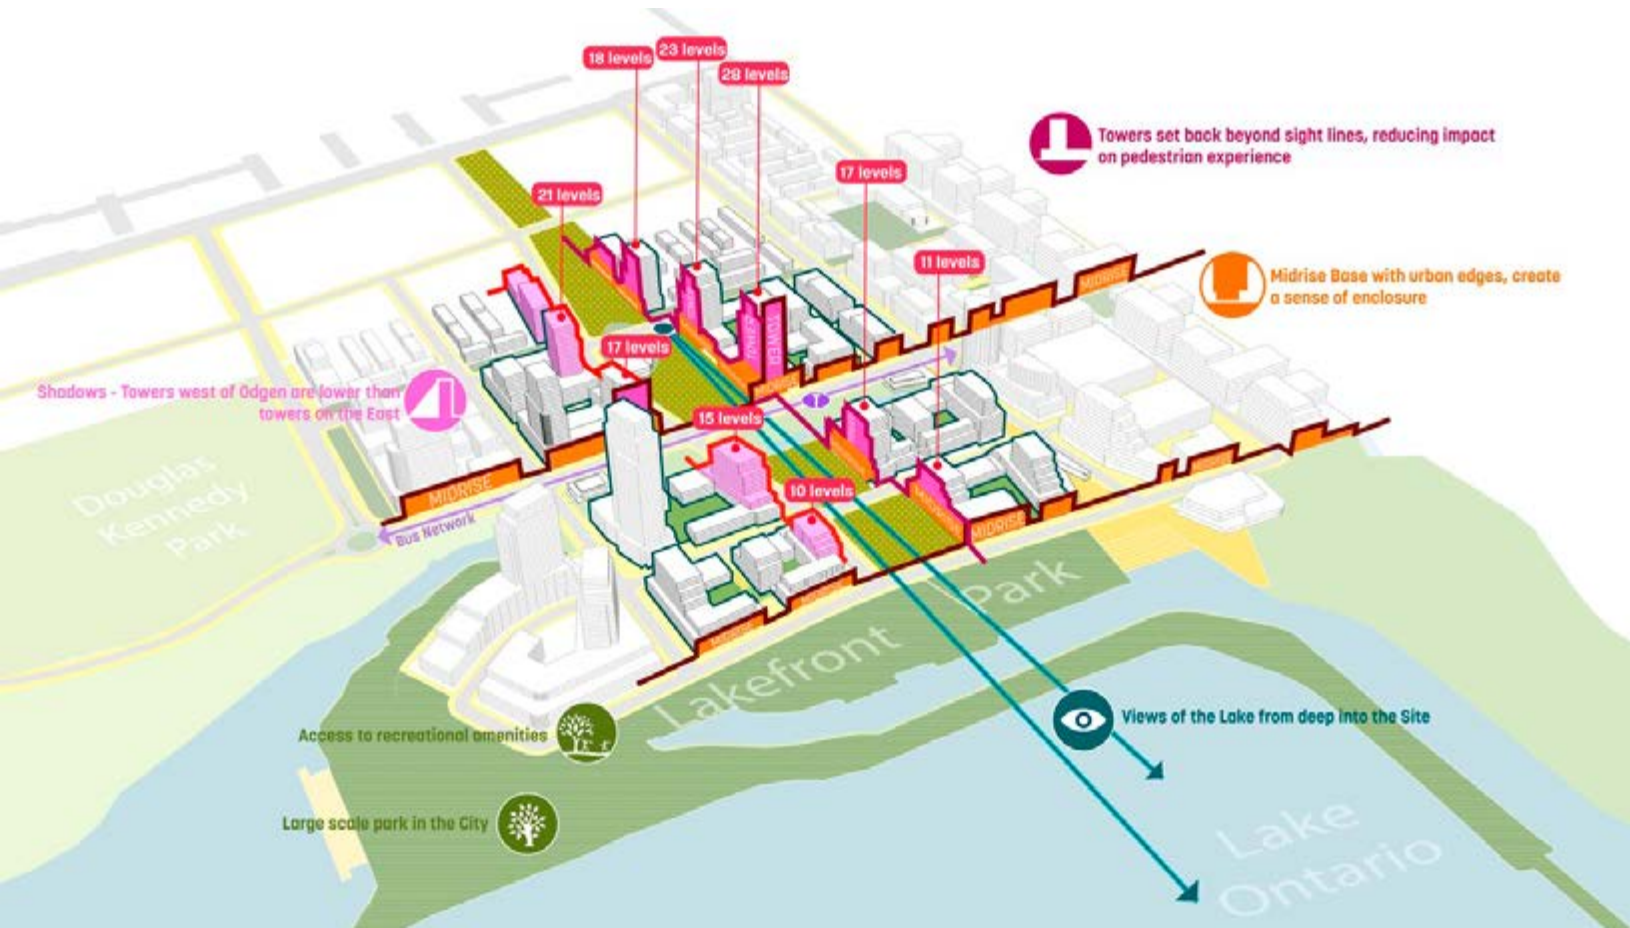 18 levels
23 levels
28 levels
Towers set back beyond sight lines, reducing impact
on pedestrian experience
17 levels
21 levels
11 levels
MIDRISE
Midrise Base with urban edges, create
a sense of enclosure
TOWER
TOWER
17 levels
MIDRISE
Shadows - Towers west of Odgen are lower than
towers on the East
15 levels
Douglas
Kennedy
Park
MIDRISE
10 levels
MIDRISE
Bus Network
Lakefront Park
Views of the Lake from deep into the Site
Access to recreational amenities
Large scale park in the City
Lake
Ontario